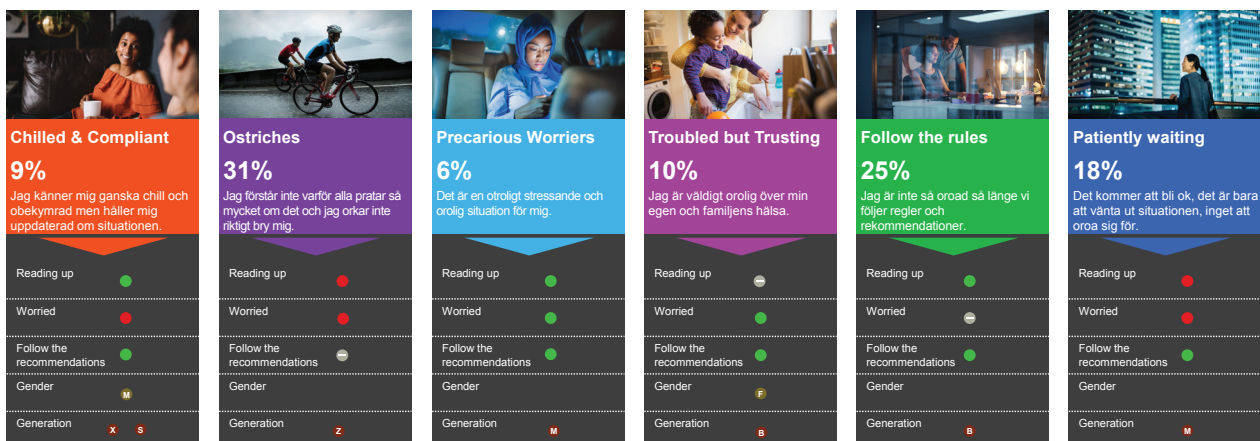 Chilled & Compliant
9%
Jag känner mig ganska chill och
obekymrad men håller mig
uppdaterad om situationen.
Reading up
Worried
Follow the
recommendations
Gender
M
Generation
X S
Ostriches
31%
Jag förstår inte varför alla pratar så
mycket om det och jag orkar inte
riktigt bry mig.
Reading up
Worried
Follow the
recommendations
Gender
Generation
Z
Precarious Worriers
6%
Det är en otroligt stressande och
orolig situation för mig.
Reading up
Worried
Follow the
recommendations
Gender
Generation
M
Troubled but Trusting
10%
Jag är väldigt orolig över min
egen och familjens hälsa.
Reading up
Worried
Follow the
recommendations
Gender
F
Generation
B
Follow the rules
25%
Jag är inte så oroad så länge vi
följer regler och
rekommendationer.
Reading up
Worried
Follow the
recommendations
Gender
Generation
B
Patiently waiting
18%
Det kommer att bli ok, det är bara
att vänta ut situationen, inget att
oroa sig för.
Reading up
Worried
Follow the
recommendations
Gender
Generation
M